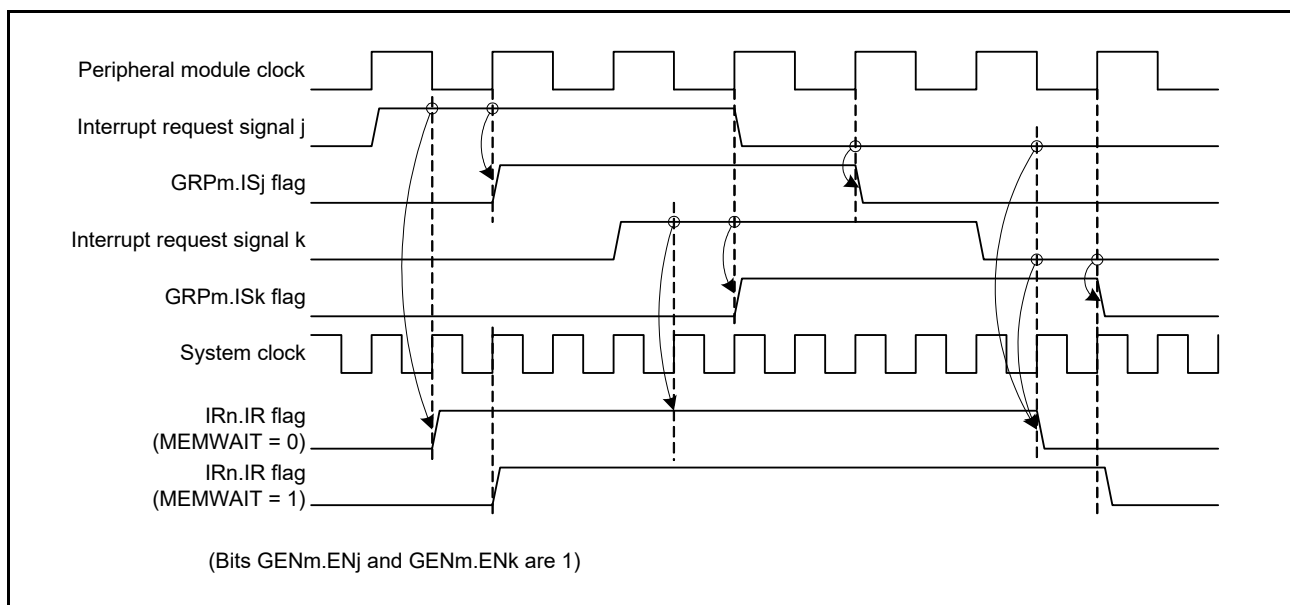 Peripheral module clock
Interrupt request signal j
GRPm.ISj flag
Interrupt request signal k
GRPm.ISk flag
System clock
IRn.IR flag
(MEMWAIT = 0)
IRn.IR flag
(MEMWAIT = 1)
(Bits GENm.ENj and GENm.ENk are 1)